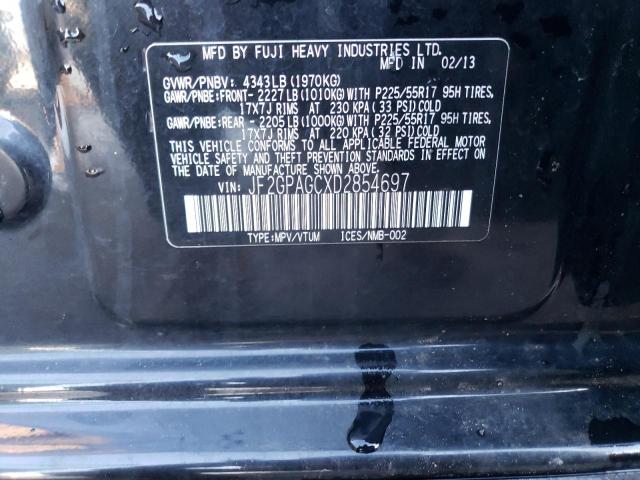 MFD BY FUJI HEAVY INDUSTRIES LTD.
MFD IN 02/13
GVWR/PNBV: 4343LB (1970KG)
GAWR/PNBE:FRONT- 2227LB (1010KG) WITH P225/55R17 95H TIRES,
17X7J RIMS AT 230 KPA (33 PSI) COLD
GAWR/PNBE:REAR - 2205LB (1000KG) WITH P225/55R17 95H TIRES,
17X7J RIMS AT 220 KPA (32 PSI) COLD
THIS VEHICLE CONFORMS TO ALL APPLICABLE FEDERAL MOTOR
VEHICLE SAFETY AND THEFT PREVENTION STANDARDS IN EFFECT
ON THE DATE OF MANUFACTURE SHOWN ABOVE.
VIN: JF2GPAGCXD2854697
TYPE:MPV/VTUM ICES/NMB-002